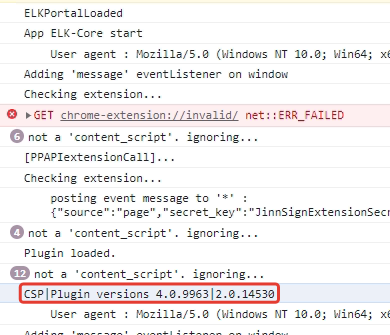 ELKPortalLoaded
App ELK-Core start
User agent : Mozilla/5.0 (Windows NT 10.0; Win64; x6
Adding 'message' eventListener on window
Checking extension...
GET chrome-extension://invalid/ net::ERR_FAILED
6 not a 'content_script'. ignoring...
[PPAPIextensionCall]...
Checking extension...
posting event message to '*' :
{"source":"page","secret_key":"JinnSignExtensionSecr
4 not a 'content_script'. ignoring...
Plugin loaded.
12 not a 'content_script'. ignoring...
CSP|Plugin versions 4.0.9963|2.0.14530
User agent : Mozilla/5.0 (Windows NT 10.0; Win64; x6
Adding 'message' eventListener on window